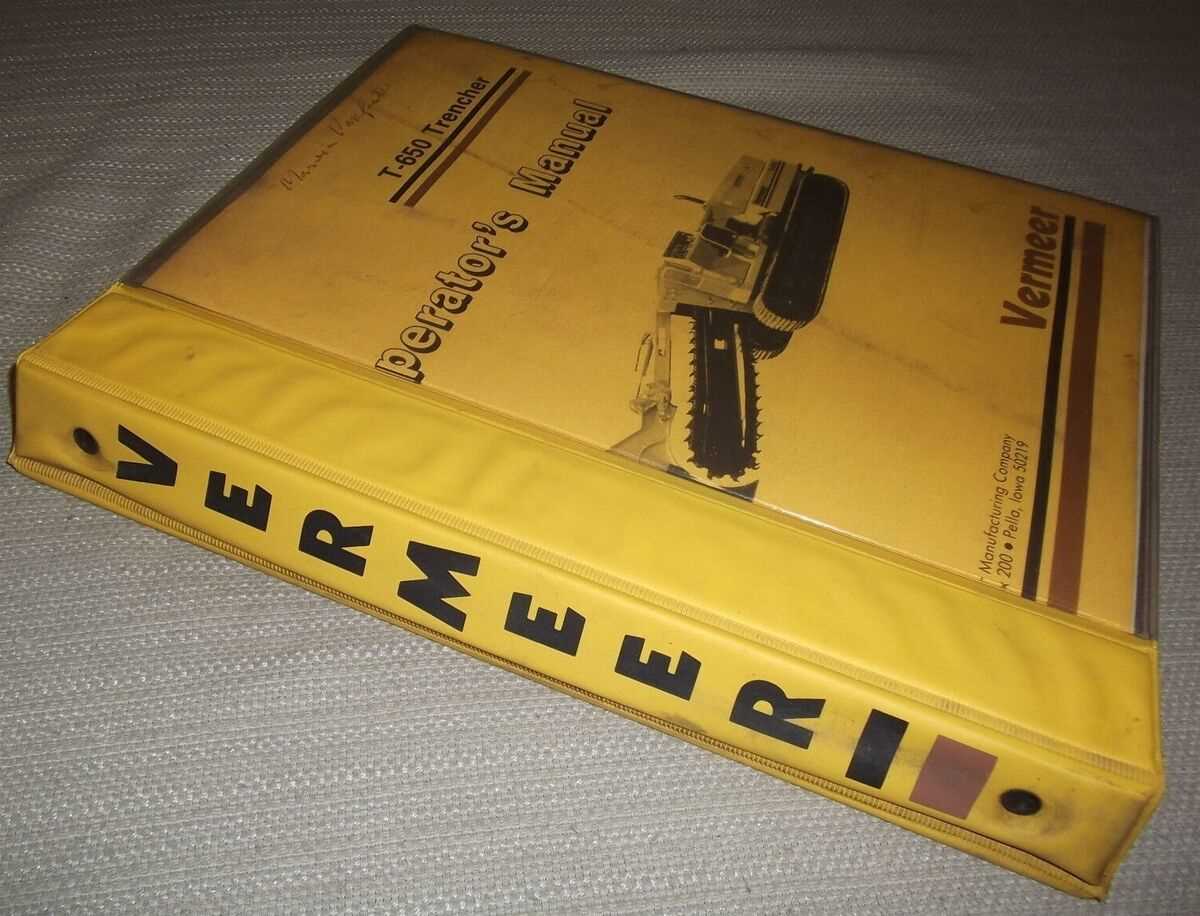 T-650 Trencher
perator's Manual
Vermeer
Manufacturing Company
200 • Pella, Iowa 50219
VERMEER